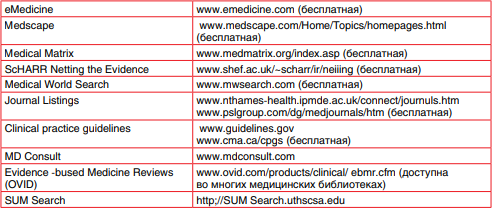 eMedicine www.emedicine.com (бесплатная)
Medscape www.medscape.com/Home/Topics/homepages.html
(бесплатная)
Medical Matrix www.medmatrix.org/index.asp (бесплатная)
ScHARR Netting the Evidence www.shef.ac.uk/~scharr/ir/neiiing (бесплатная)
Medical World Search www.mwsearch.com (бесплатная)
Journal Listings www.nthames-health.ipmde.ac.uk/connect/journuls.htm
www.pslgroup.com/dg/medjournals/htm (бесплатная)
Clinical practice guidelines www.guidelines.gov
www.cma.ca/cpgs (бесплатная)
MD Consult www.mdconsult.com
Evidence -based Medicine Reviews www.ovid.com/products/clinical/ ebmr.cfm (доступна
(OVID) во многих медицинских библиотеках)
SUM Search http;//SUM Search.uthscsa.edu